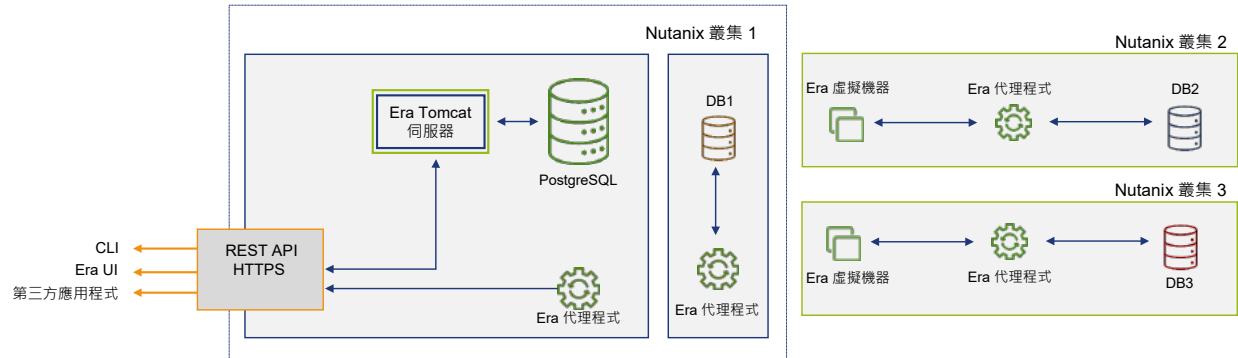 Nutanix 叢集 1
Era Tomcat
伺服器
PostgreSQL
DB1
Era 代理程式
REST API
HTTPS
CLI
Era UI
第三方應用程式
Era 代理程式
Nutanix 叢集 2
Era 虛擬機器
Era 代理程式
DB2
Nutanix 叢集 3
Era 虛擬機器
Era 代理程式
DB3